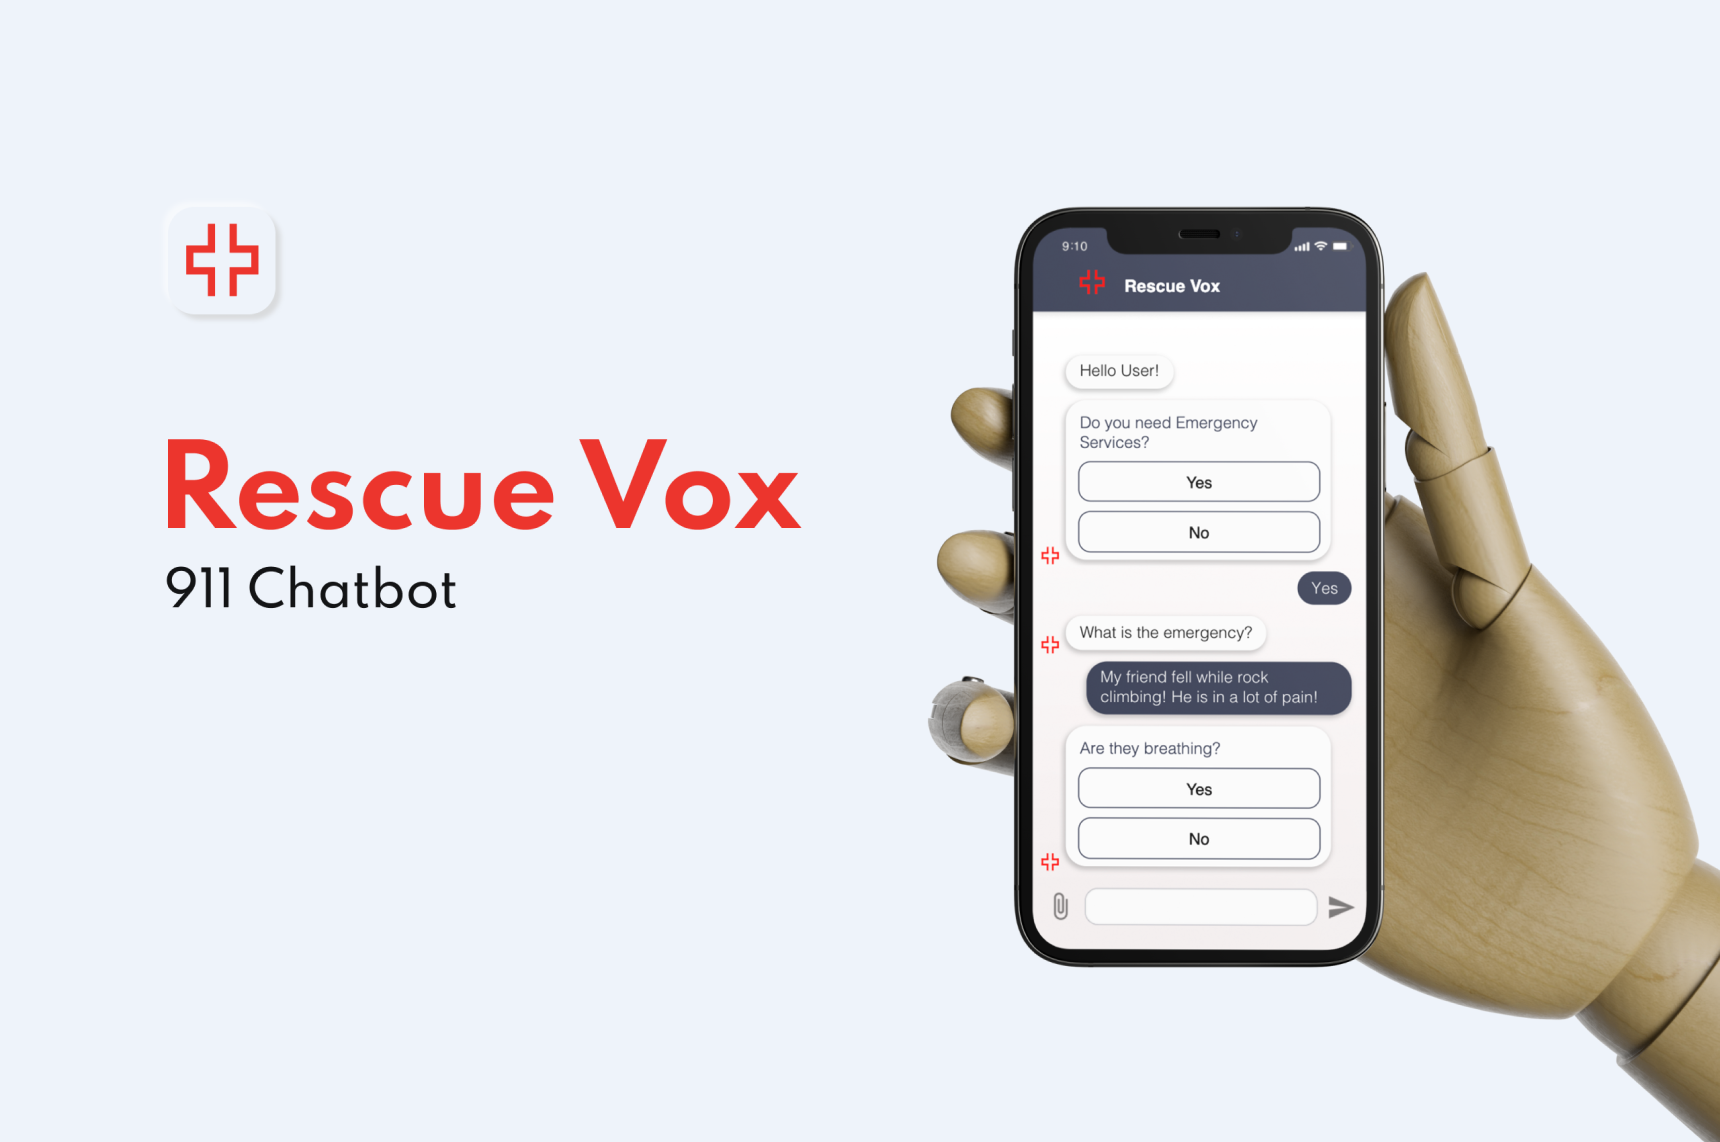 Rescue Vox
911 Chatbot
9:10
Rescue Vox
Hello User!
Do you need Emergency
Services?
Yes
No
Yes
What is the emergency?
My friend fell while rock
climbing! He is in a lot of pain!
Are they breathing?
Yes
No